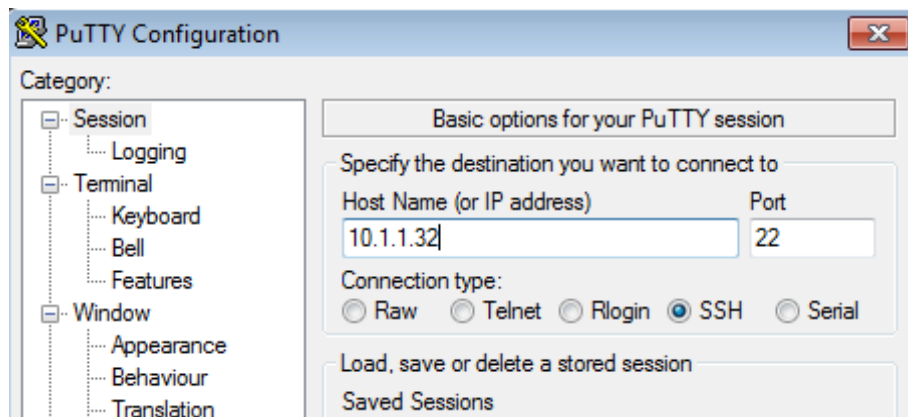 PuTTY Configuration
Category:
Session
Logging
Terminal
Keyboard
Bell
Features
Window
Appearance
Behaviour
Translation
Basic options for your PuTTY session
Specify the destination you want to connect to
Host Name (or IP address) Port
10.1.1.32 22
Connection type:
Raw Telnet Rlogin SSH Serial
Load, save or delete a stored session
Saved Sessions